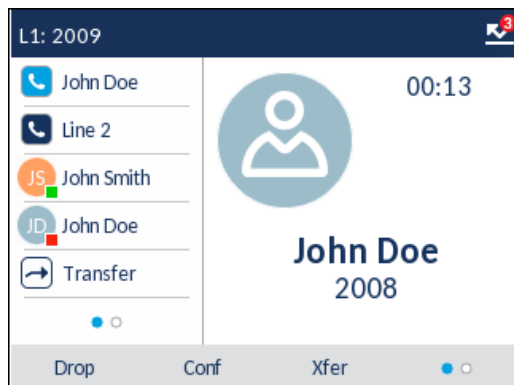 L1: 2009
3
John Doe
Line 2
JS John Smith
JD John Doe
Transfer
00:13
John Doe
2008
Drop Conf Xfer